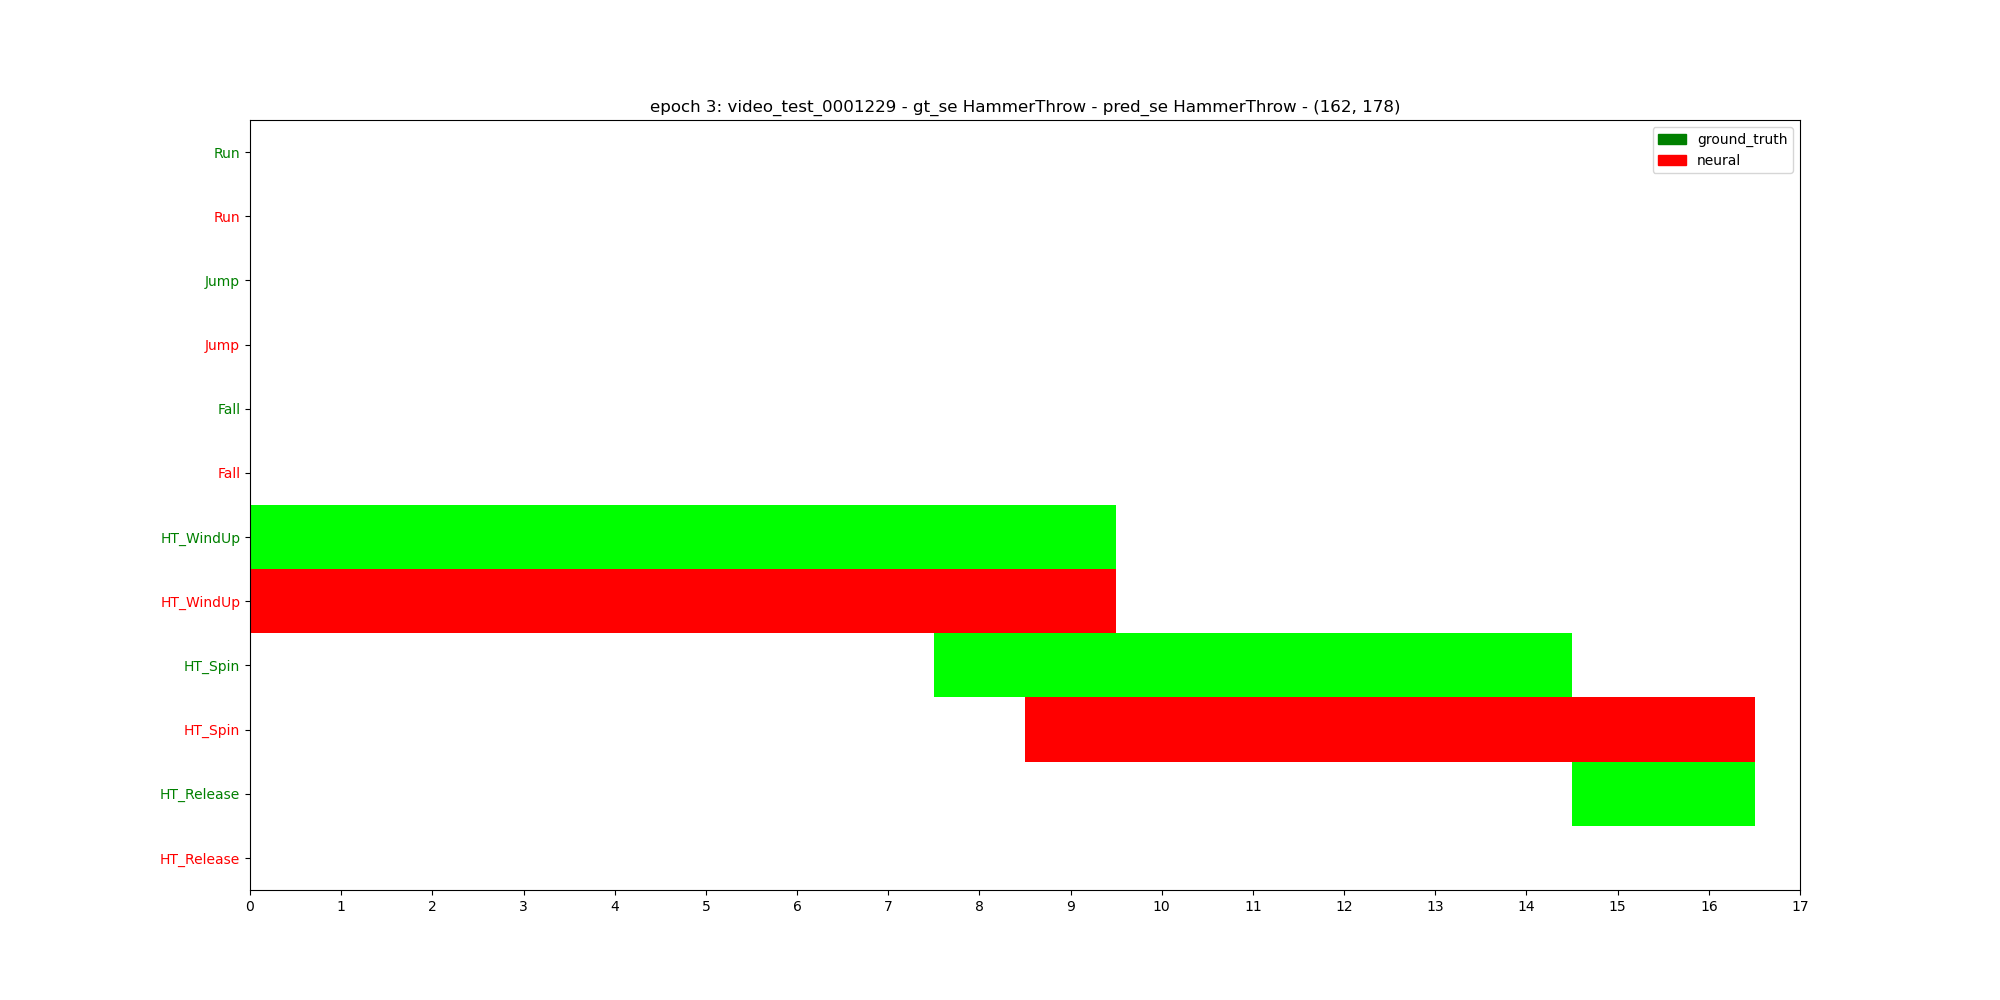 epoch 3: video_test_0001229 - gt_se HammerThrow - pred_se HammerThrow - (162, 178)
ground_truth
neural
Run
Run
Jump
Jump
Fall
Fall
HT_WindUp
HT_WindUp
HT_Spin
HT_Spin
HT_Release
HT_Release
0 1 2 3 4 5 6 7 8 9 10 11 12 13 14 15 16 17